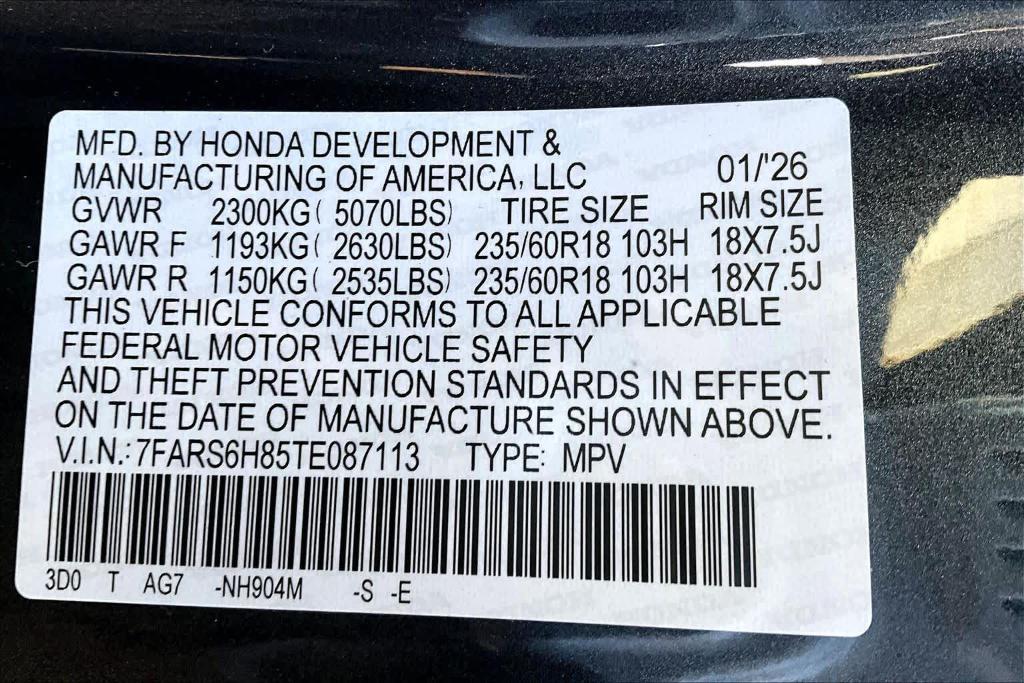 MFD. BY HONDA DEVELOPMENT &
MANUFACTURING OF AMERICA, LLC 01/'26
GVWR 2300KG( 5070LBS) TIRE SIZE RIM SIZE
GAWR F 1193KG( 2630LBS) 235/60R18 103H 18X7.5J
GAWR R 1150KG( 2535LBS) 235/60R18 103H 18X7.5J
THIS VEHICLE CONFORMS TO ALL APPLICABLE
FEDERAL MOTOR VEHICLE SAFETY
AND THEFT PREVENTION STANDARDS IN EFFECT
ON THE DATE OF MANUFACTURE SHOWN ABOVE.
V.I.N.: 7FARS6H85TE087113 TYPE: MPV
3D0 T AG7 -NH904M -S -E